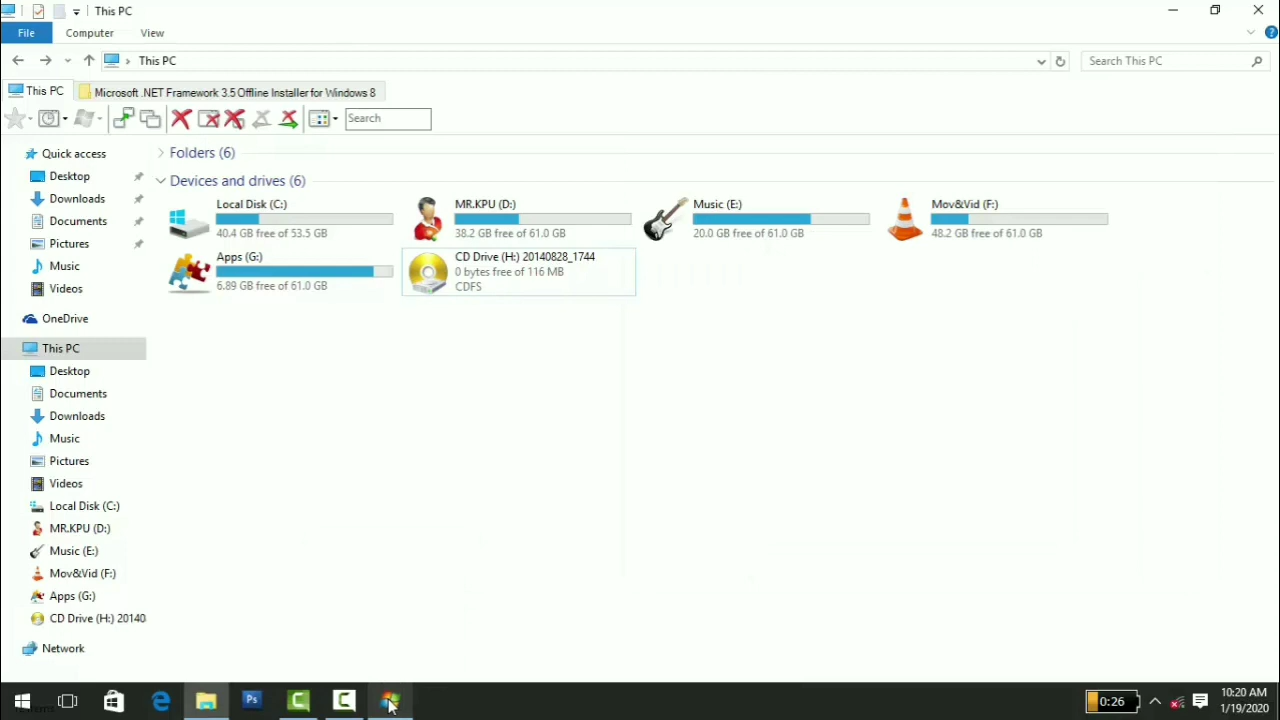 This PC
File
Computer
View
This PC
Search This PC
This PC
Microsoft .NET Framework 3.5 Offline Installer for Windows 8
Search
Quick access
Desktop
Downloads
Documents
Pictures
Music
Videos
OneDrive
This PC
Desktop
Documents
Downloads
Music
Pictures
Videos
Local Disk (C:)
MR.KPU (D:)
Music (E:)
Mov&Vid (F:)
Apps (G:)
CD Drive (H:) 20140
Network
Folders (6)
Devices and drives (6)
Local Disk (C:)
40.4 GB free of 53.5 GB
MR.KPU (D:)
38.2 GB free of 61.0 GB
Music (E:)
20.0 GB free of 61.0 GB
Mov&Vid (F:)
48.2 GB free of 61.0 GB
Apps (G:)
6.89 GB free of 61.0 GB
CD Drive (H:) 20140828_1744
0 bytes free of 116 MB
CDFS
Ps
0:26
10:20 AM
1/19/2020